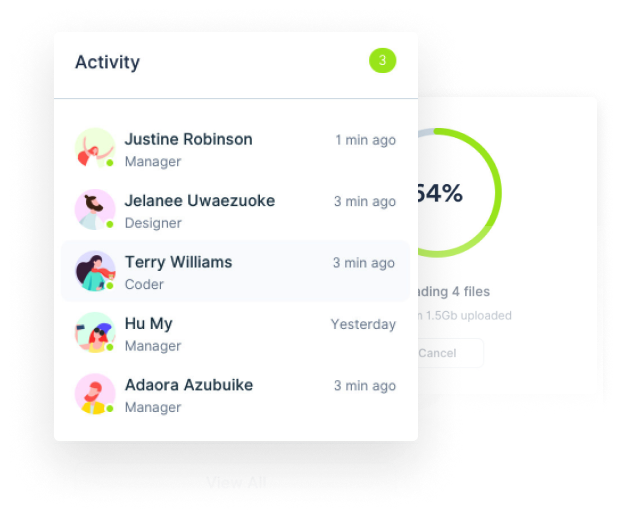 Activity
3
Justine Robinson
1 min ago
Manager
Jelanee Uwaezuoke
3 min ago
Designer
Terry Williams
3 min ago
Coder
Hu My
Yesterday
Manager
Adaora Azubuike
3 min ago
Manager
54%
4 files
1.5Gb uploaded
Cancel
View All